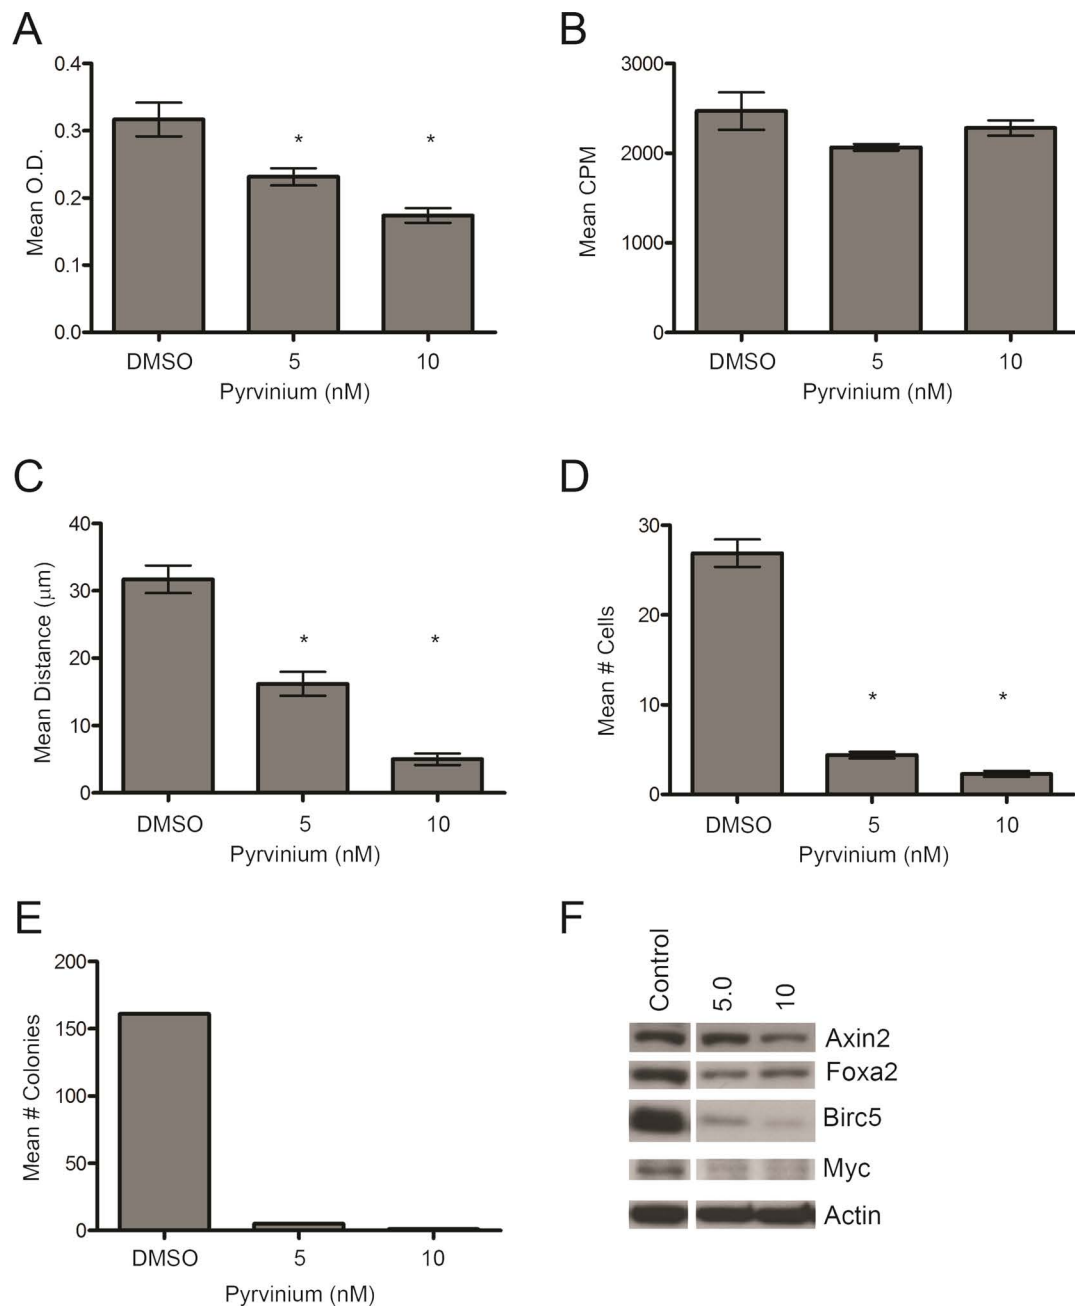 A
Mean O.D.
0.4
0.3
0.2
0.1
0.0
* *
DMSO 5 10
Pyrvinium (nM)
B
Mean CPM
3000
2000
1000
0
DMSO 5 10
Pyrvinium (nM)
C
Mean Distance (μm)
40
30
20
10
0
* *
DMSO 5 10
Pyrvinium (nM)
D
Mean # Cells
30
20
10
0
* *
DMSO 5 10
Pyrvinium (nM)
E
Mean # Colonies
200
150
100
50
0
DMSO 5 10
Pyrvinium (nM)
F
Control 5.0 10
Axin2
Foxa2
Birc5
Myc
Actin